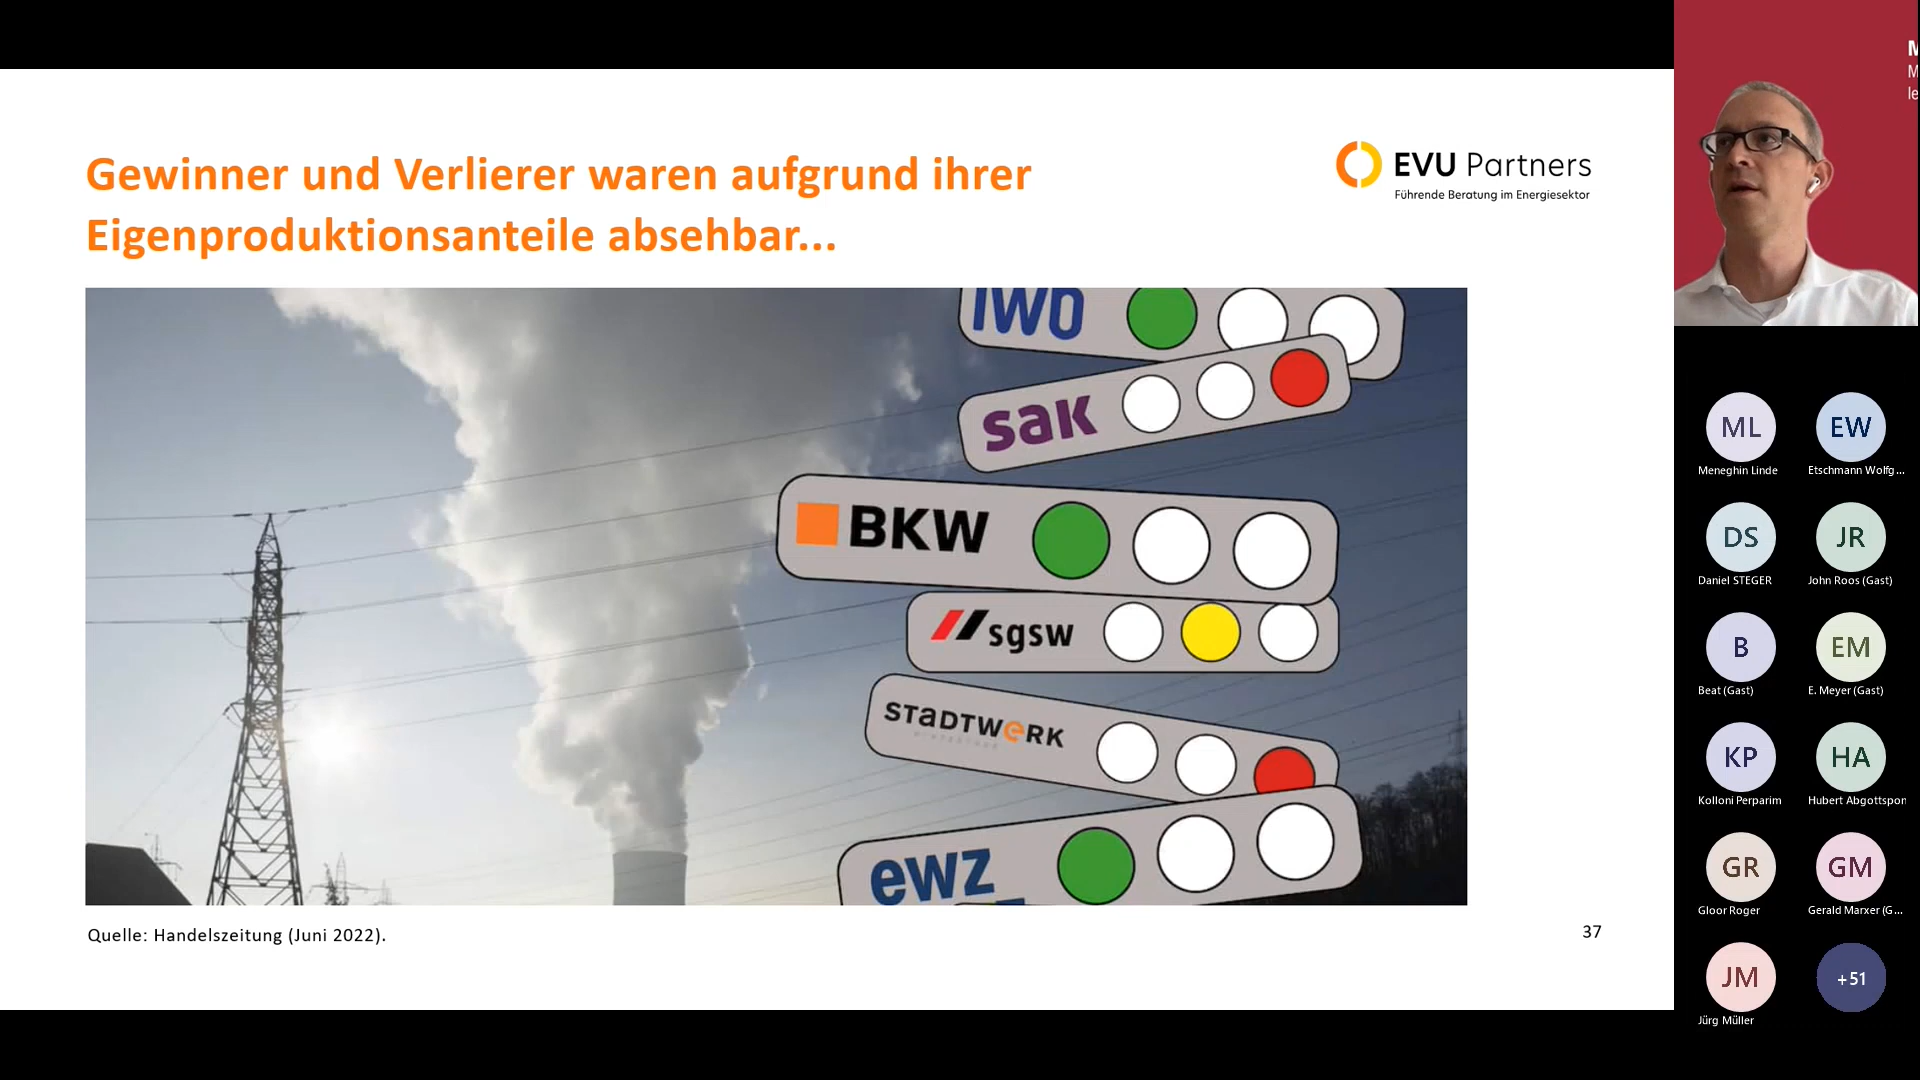 Gewinner und Verlierer waren aufgrund ihrer
Eigenproduktionsanteile absehbar...
EVU Partners
Führende Beratung im Energiesektor
iwb
sak
BKW
sgsw
STaDTWeRK
ewz
Quelle: Handelszeitung (Juni 2022).
37
M
M
le
ML
Meneghin Linde
EW
Etschmann Wolfg...
DS
Daniel STEGER
JR
John Roos (Gast)
B
Beat (Gast)
EM
E. Meyer (Gast)
KP
Kolloni Perparim
HA
Hubert Abgottspon
GR
Gloor Roger
GM
Gerald Marxer (G...
JM
Jürg Müller
+51